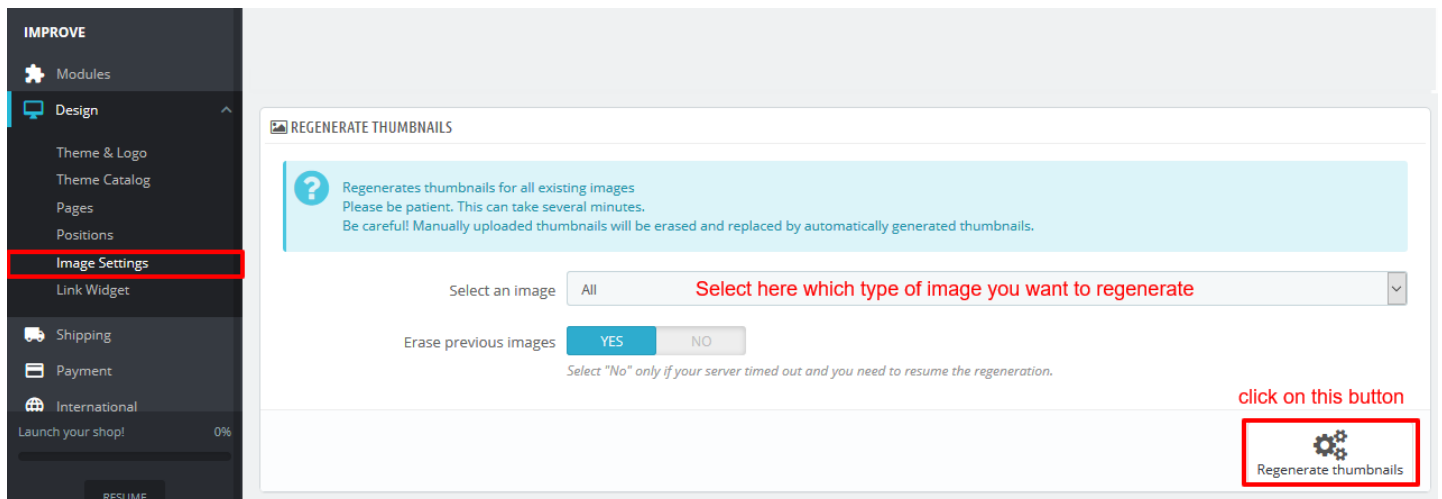 IMPROVE
Modules
Design
Theme & Logo
Theme Catalog
Pages
Positions
Image Settings
Link Widget
Shipping
Payment
International
Launch your shop! 0%
RESUME
REGENERATE THUMBNAILS
Regenerates thumbnails for all existing images
Please be patient. This can take several minutes.
Be careful! Manually uploaded thumbnails will be erased and replaced by automatically generated thumbnails.
Select an image All Select here which type of image you want to regenerate
Erase previous images YES NO
Select "No" only if your server timed out and you need to resume the regeneration.
click on this button
Regenerate thumbnails